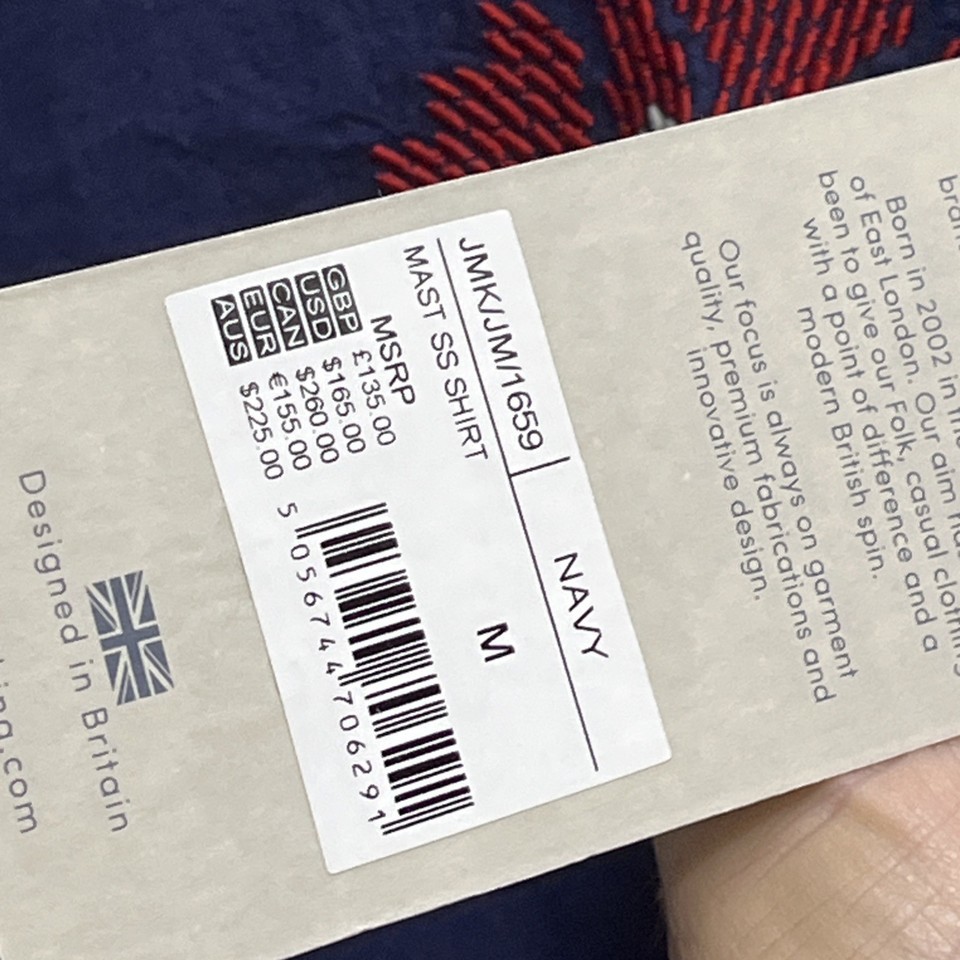 Born in 2002 in
of East London. Our aim
been to give our Folk, casual clothing
with a point of difference and a
modern British spin.
Our focus is always on garment
quality, premium fabrications and
innovative design.
JMK/JM/1659 NAVY
MAST SS SHIRT M
MSRP
GBP £135.00
USD $165.00
CAN $260.00
EUR €155.00
AUS $225.00
5 056744 706291
Designed in Britain